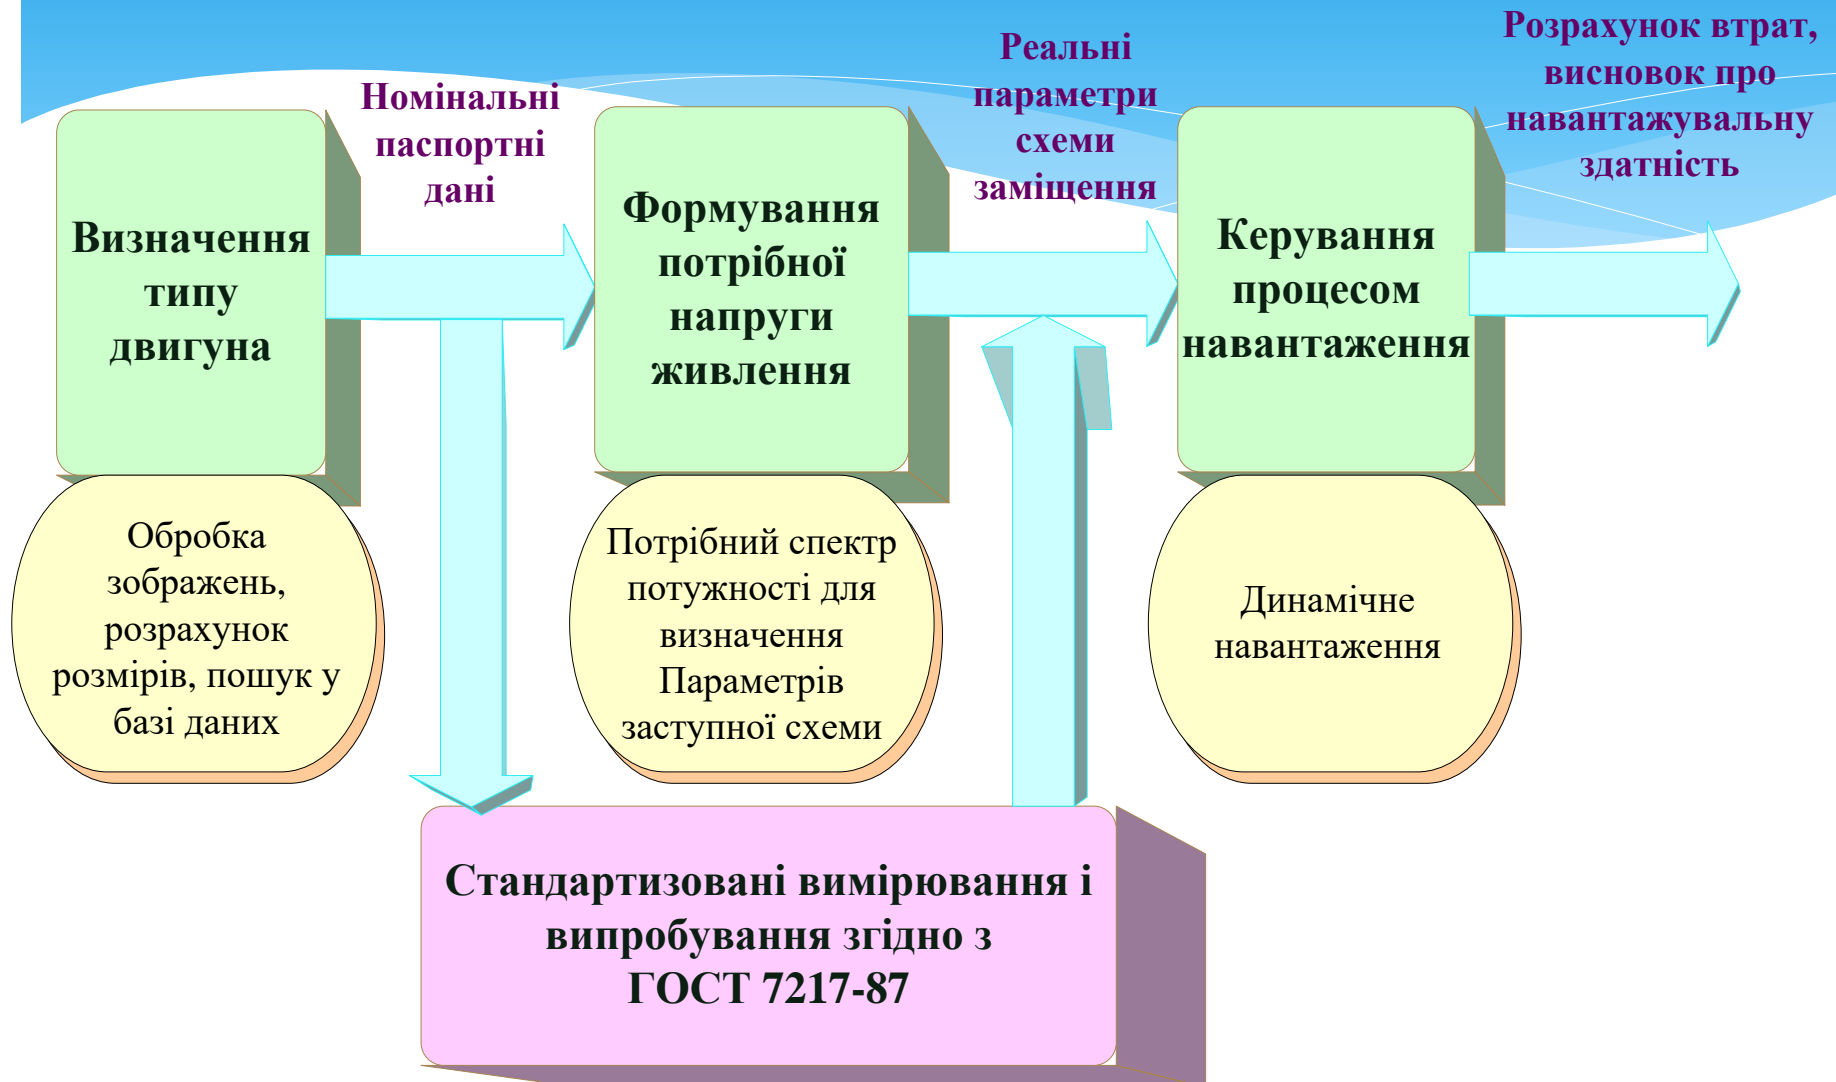 Номінальні
паспортні
дані
Реальні
параметри
схеми
заміщення
Розрахунок втрат,
висновок про
навантажувальну
здатність
Визначення
типу
двигуна
Формування
потрібної
напруги
живлення
Керування
процесом
навантаження
Обробка
зображень,
розрахунок
розмірів, пошук у
базі даних
Потрібний спектр
потужності для
визначення
Параметрів
заступної схеми
Динамічне
навантаження
Стандартизовані вимірювання і
випробування згідно з
ГОСТ 7217-87